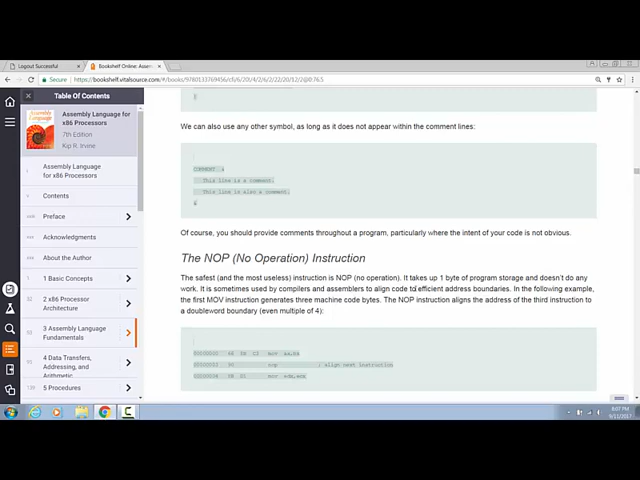 Logout Successful
Bookshelf Online: Assem
Secure
https://bookshelf.vitalsource.com/#/books/9780133769456/cfi/6/20!/4/2/6/2/22/20/12/2@0:76.5
Table Of Contents
Assembly Language for
x86 Processors
7th Edition
Kip R. Irvine
Assembly Language
for x86 Processors
Contents
Preface
Acknowledgments
About the Author
1 Basic Concepts
2 x86 Processor
Architecture
3 Assembly Language
Fundamentals
4 Data Transfers,
Addressing, and
Arithmetic
5 Procedures
We can also use any other symbol, as long as it does not appear within the comment lines:
COMMENT &
This line is a comment.
This line is also a comment.
&
Of course, you should provide comments throughout a program, particularly where the intent of your code is not obvious.
The NOP (No Operation) Instruction
The safest (and the most useless) instruction is NOP (no operation). It takes up 1 byte of program storage and doesn't do any
work. It is sometimes used by compilers and assemblers to align code to efficient address boundaries. In the following example,
the first MOV instruction generates three machine code bytes. The NOP instruction aligns the address of the third instruction to
a doubleword boundary (even multiple of 4):
00000000 66 8B C3 mov ax,bx
00000003 90 nop ; align next instruction
00000004 8B D1 mov edx,ecx
8:07 PM
9/11/2017